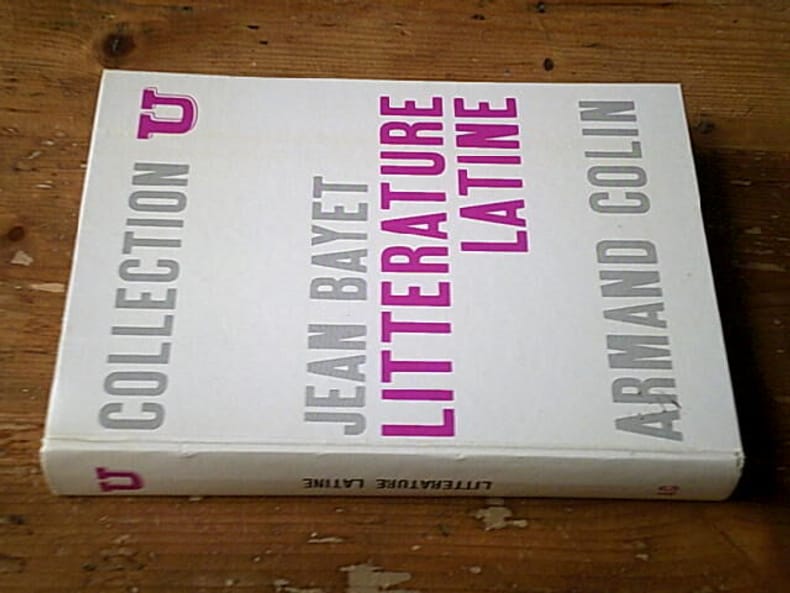 COLLECTION U
JEAN BAYET
LITTERATURE
LATINE
ARMAND COLIN
U
LITTERATURE LATINE